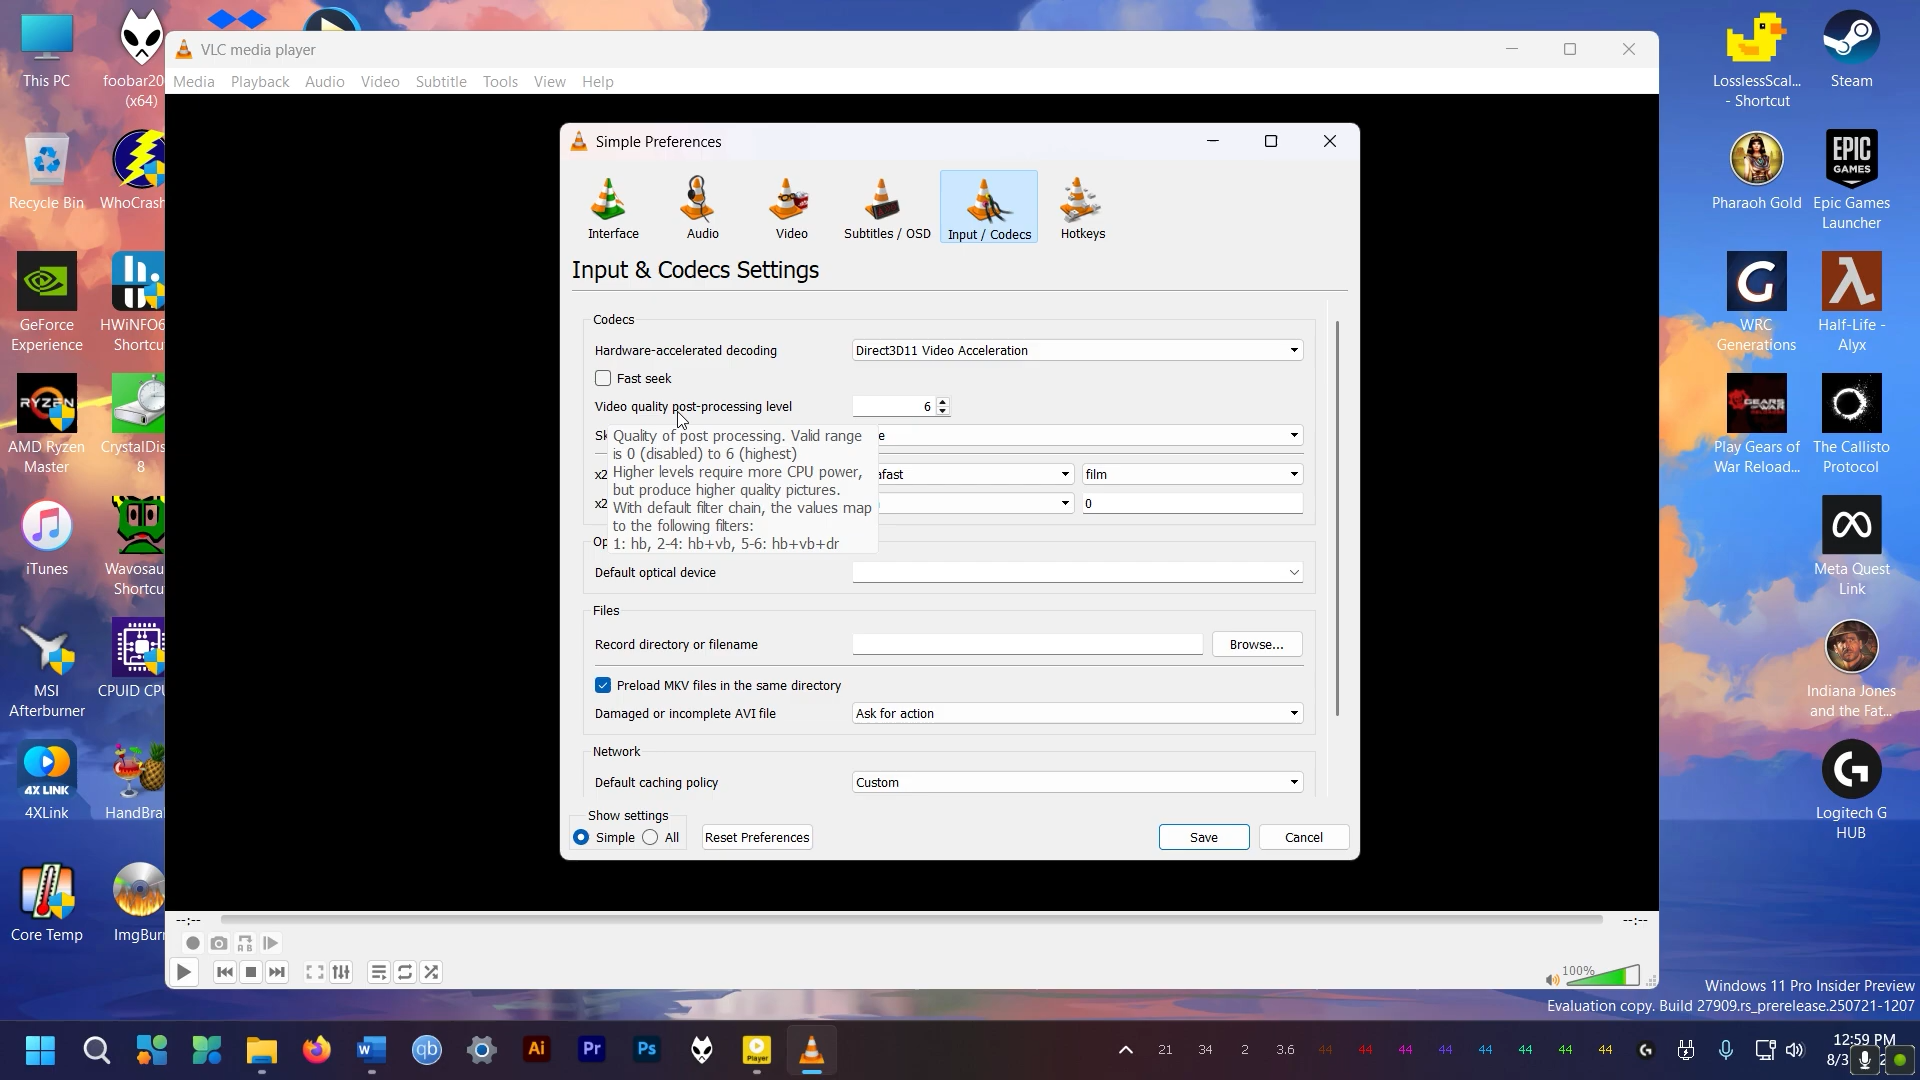 VLC media player
Media Playback Audio Video Subtitle Tools View Help
Simple Preferences
Interface Audio Video Subtitles / OSD Input / Codecs Hotkeys
Input & Codecs Settings
Codecs
Hardware-accelerated decoding Direct3D11 Video Acceleration
Fast seek
Video quality post-processing level 6
Quality of post processing. Valid range
is 0 (disabled) to 6 (highest)
Higher levels require more CPU power,
but produce higher quality pictures.
With default filter chain, the values map
to the following filters:
1: hb, 2-4: hb+vb, 5-6: hb+vb+dr
film
0
Default optical device
Files
Record directory or filename Browse...
Preload MKV files in the same directory
Damaged or incomplete AVI file Ask for action
Network
Default caching policy Custom
Show settings
Simple All Reset Preferences Save Cancel
--:-- --:--
100%
This PC
foobar20
(x64)
Recycle Bin
WhoCrash
GeForce
Experience
HWiNFO6
Shortcu
AMD Ryzen
Master
CrystalDis
8
iTunes
Wavosau
Shortcu
MSI
Afterburner
CPUID CPU
4X LINK
4XLink
HandBra
Core Temp
ImgBurn
RYZEN
LosslessScal...
- Shortcut
Steam
Pharaoh Gold
EPIC
GAMES
Epic Games
Launcher
WRC
Generations
Half-Life -
Alyx
Play Gears of
War Reload...
The Callisto
Protocol
Meta Quest
Link
Indiana Jones
and the Fat...
Logitech G
HUB
Windows 11 Pro Insider Preview
Evaluation copy. Build 27909.rs_prerelease.250721-1207
qb Ai Pr Ps Player
21 34 2 3.6 44 44 44 44 44 44 44 44
12:59 PM